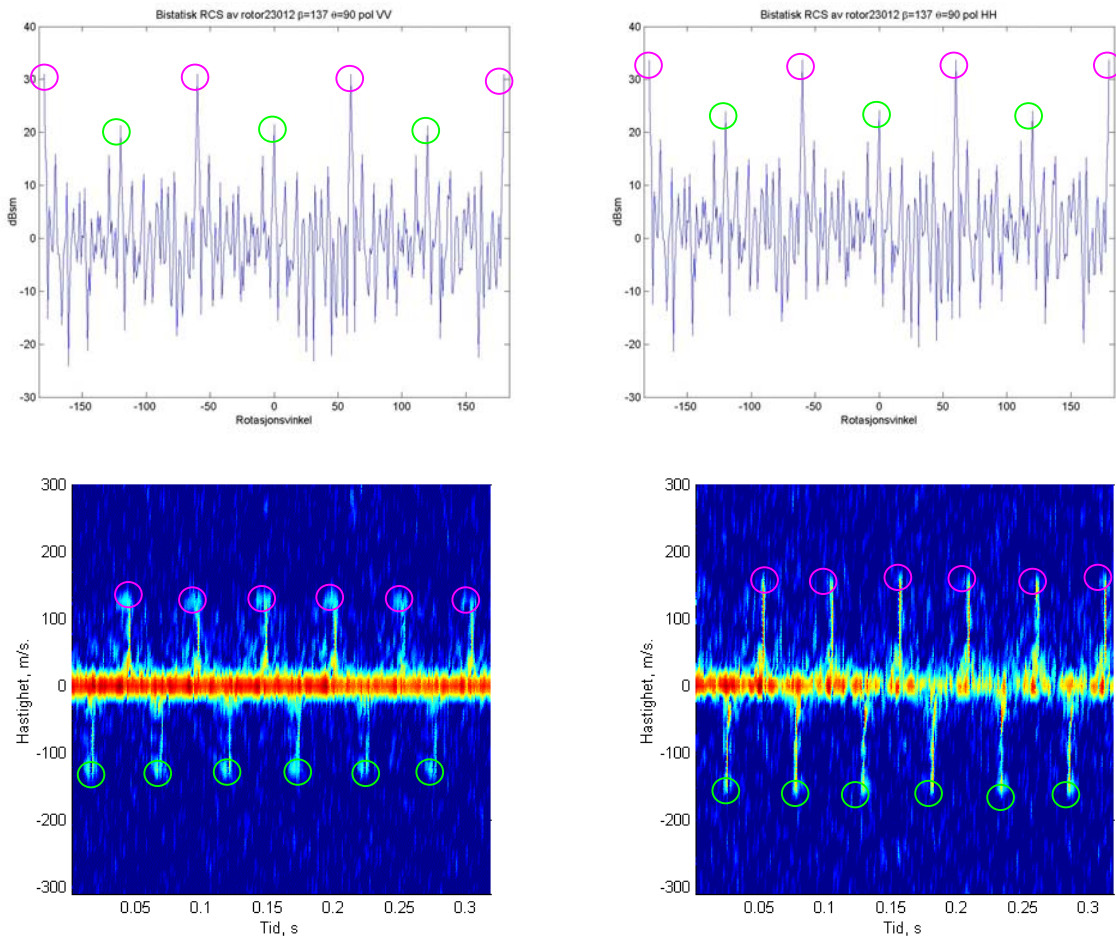 Bistatisk RCS av rotor23012 β=137 θ=90 pol VV
40
30
20
10
0
-10
-20
-30
dBsm
-150 -100 -50 0 50 100 150
Rotasjonsvinkel
Bistatisk RCS av rotor23012 β=137 θ=90 pol HH
40
30
20
10
0
-10
-20
-30
dBsm
-150 -100 -50 0 50 100 150
Rotasjonsvinkel
300
200
100
0
-100
-200
-300
Hastighet, m/s.
0.05 0.1 0.15 0.2 0.25 0.3
Tid, s
300
200
100
0
-100
-200
-300
Hastighet, m/s.
0.05 0.1 0.15 0.2 0.25 0.3
Tid, s